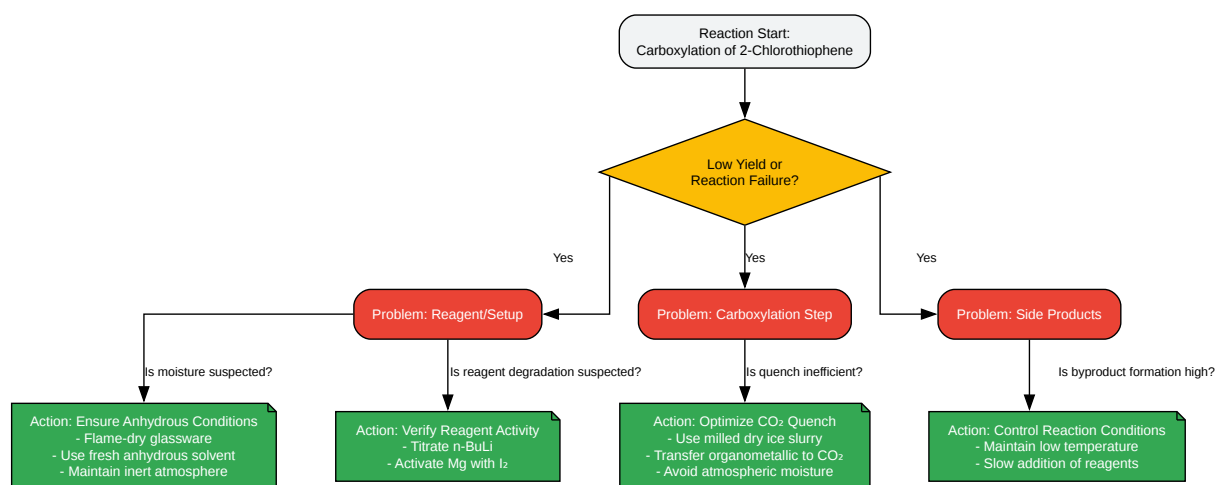 Reaction Start:
Carboxylation of 2-Chlorothiophene
Low Yield or
Reaction Failure?
Yes
Yes
Yes
Problem: Reagent/Setup
Problem: Carboxylation Step
Problem: Side Products
Is moisture suspected?
Is reagent degradation suspected?
Is quench inefficient?
Is byproduct formation high?
Action: Ensure Anhydrous Conditions
- Flame-dry glassware
- Use fresh anhydrous solvent
- Maintain inert atmosphere
Action: Verify Reagent Activity
- Titrate n-BuLi
- Activate Mg with I₂
Action: Optimize CO₂ Quench
- Use milled dry ice slurry
- Transfer organometallic to CO₂
- Avoid atmospheric moisture
Action: Control Reaction Conditions
- Maintain low temperature
- Slow addition of reagents